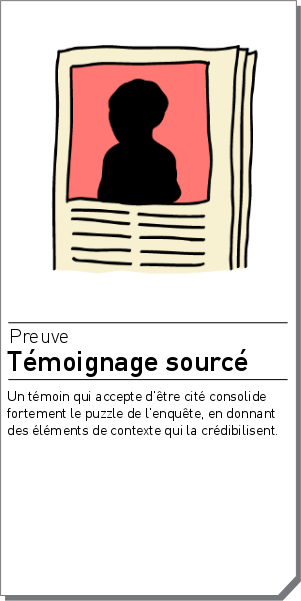 Preuve
Témoignage sourcé
Un témoin qui accepte d'être cité consolide
fortement le puzzle de l'enquête, en donnant
des éléments de contexte qui la crédibilisent.